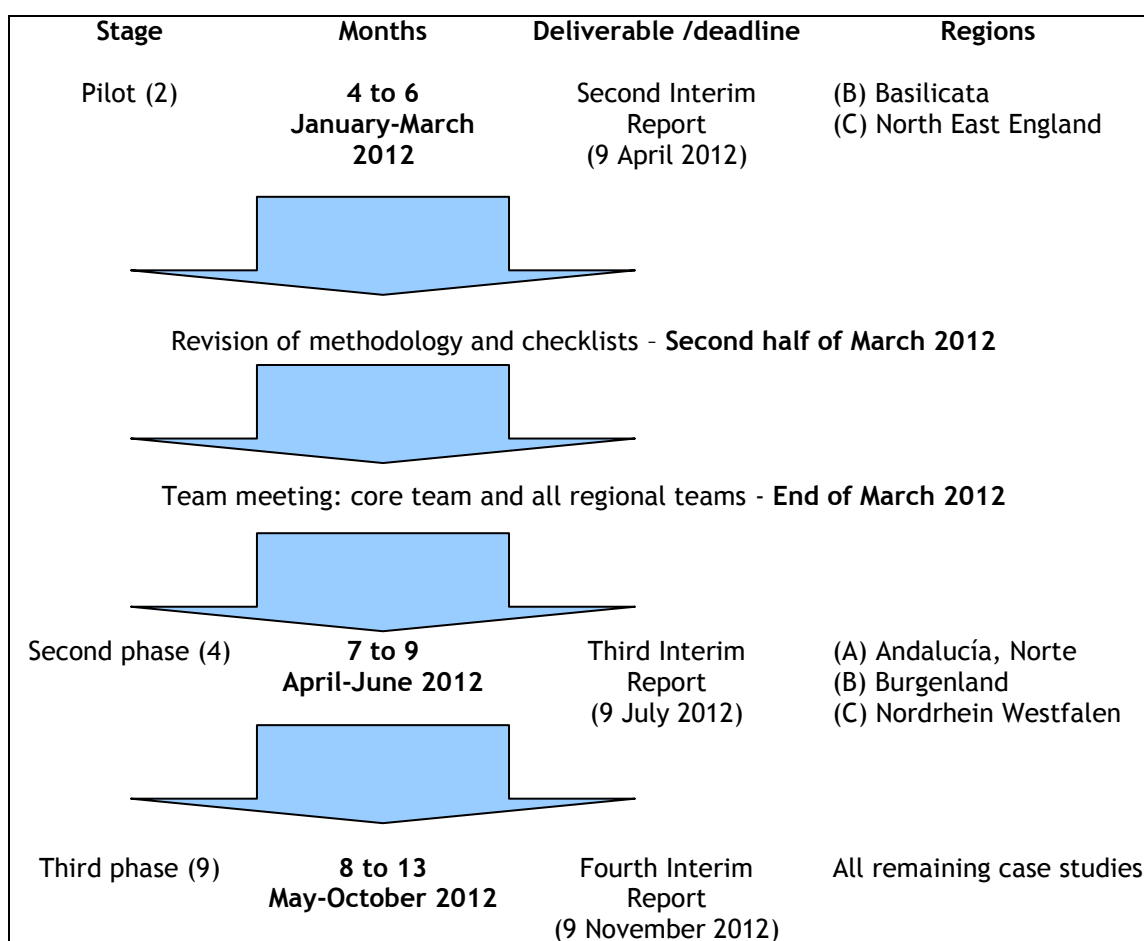 Stage Months Deliverable /deadline Regions
Pilot (2) 4 to 6 Second Interim (B) Basilicata
January-March Report (C) North East England
2012 (9 April 2012)
Revision of methodology and checklists – Second half of March 2012
Team meeting: core team and all regional teams - End of March 2012
Second phase (4) 7 to 9 Third Interim (A) Andalucía, Norte
April-June 2012 Report (B) Burgenland
(9 July 2012) (C) Nordrhein Westfalen
Third phase (9) 8 to 13 Fourth Interim All remaining case studies
May-October 2012 Report
(9 November 2012)